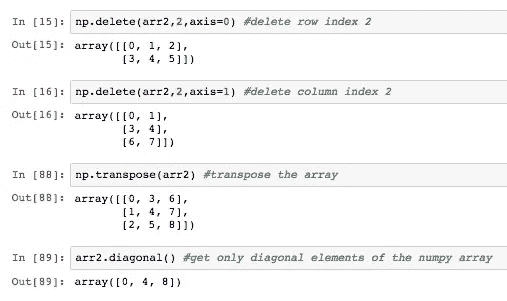 In [15]: np.delete(arr2,2,axis=0) #delete row index 2
Out[15]: array([[0, 1, 2],
[3, 4, 5]])
In [16]: np.delete(arr2,2,axis=1) #delete column index 2
Out[16]: array([[0, 1],
[3, 4],
[6, 7]])
In [88]: np.transpose(arr2) #transpose the array
Out[88]: array([[0, 3, 6],
[1, 4, 7],
[2, 5, 8]])
In [89]: arr2.diagonal() #get only diagonal elements of the numpy array
Out[89]: array([0, 4, 8])